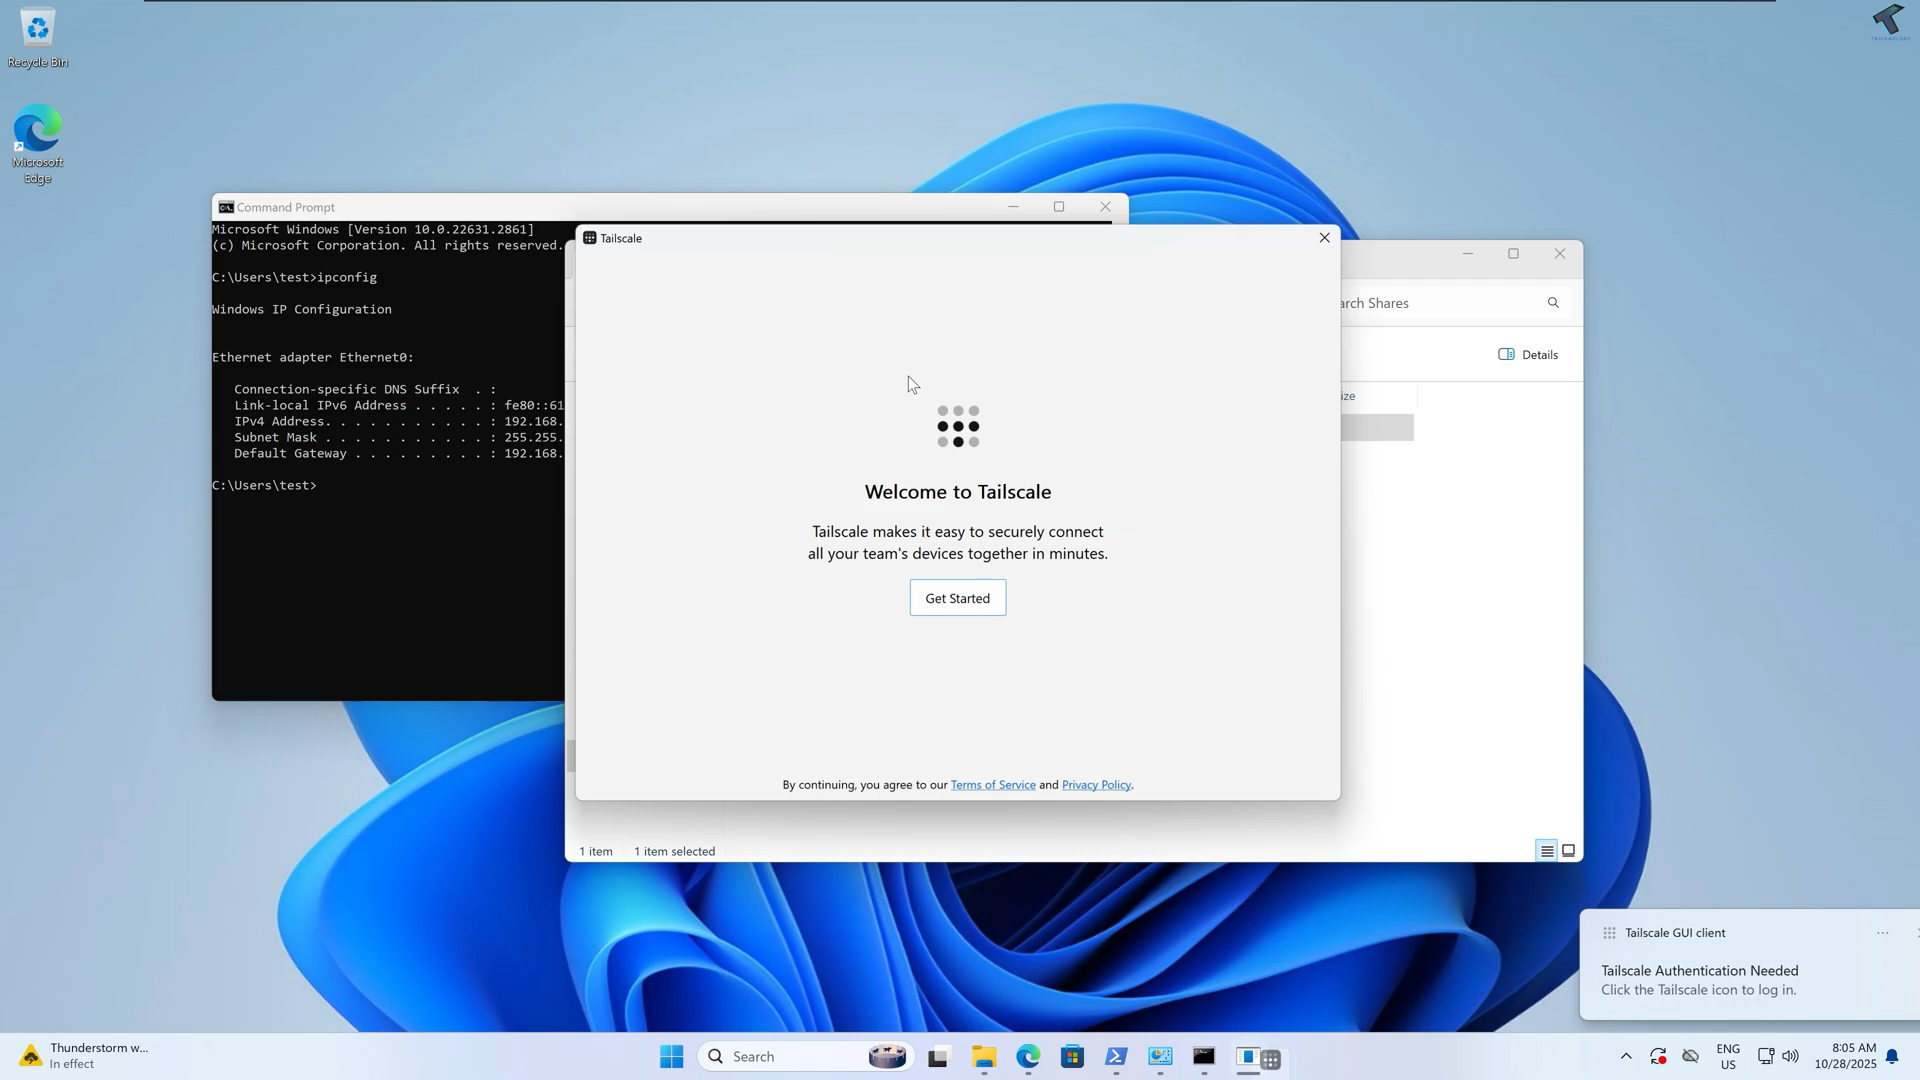 Recycle Bin
Microsoft
Edge
TRICKNOLOGY
Command Prompt
Microsoft Windows [Version 10.0.22631.2861]
(c) Microsoft Corporation. All rights reserved.
C:\Users\test>ipconfig
Windows IP Configuration
Ethernet adapter Ethernet0:
Connection-specific DNS Suffix . :
Link-local IPv6 Address . . . . . : fe80::61
IPv4 Address. . . . . . . . . . . : 192.168.
Subnet Mask . . . . . . . . . . . : 255.255.
Default Gateway . . . . . . . . . : 192.168.
C:\Users\test>
Tailscale
Welcome to Tailscale
Tailscale makes it easy to securely connect
all your team's devices together in minutes.
Get Started
By continuing, you agree to our Terms of Service and Privacy Policy.
arch Shares
Details
ize
1 item 1 item selected
Tailscale GUI client
Tailscale Authentication Needed
Click the Tailscale icon to log in.
Thunderstorm w...
In effect
Search
ENG
US
8:05 AM
10/28/2025